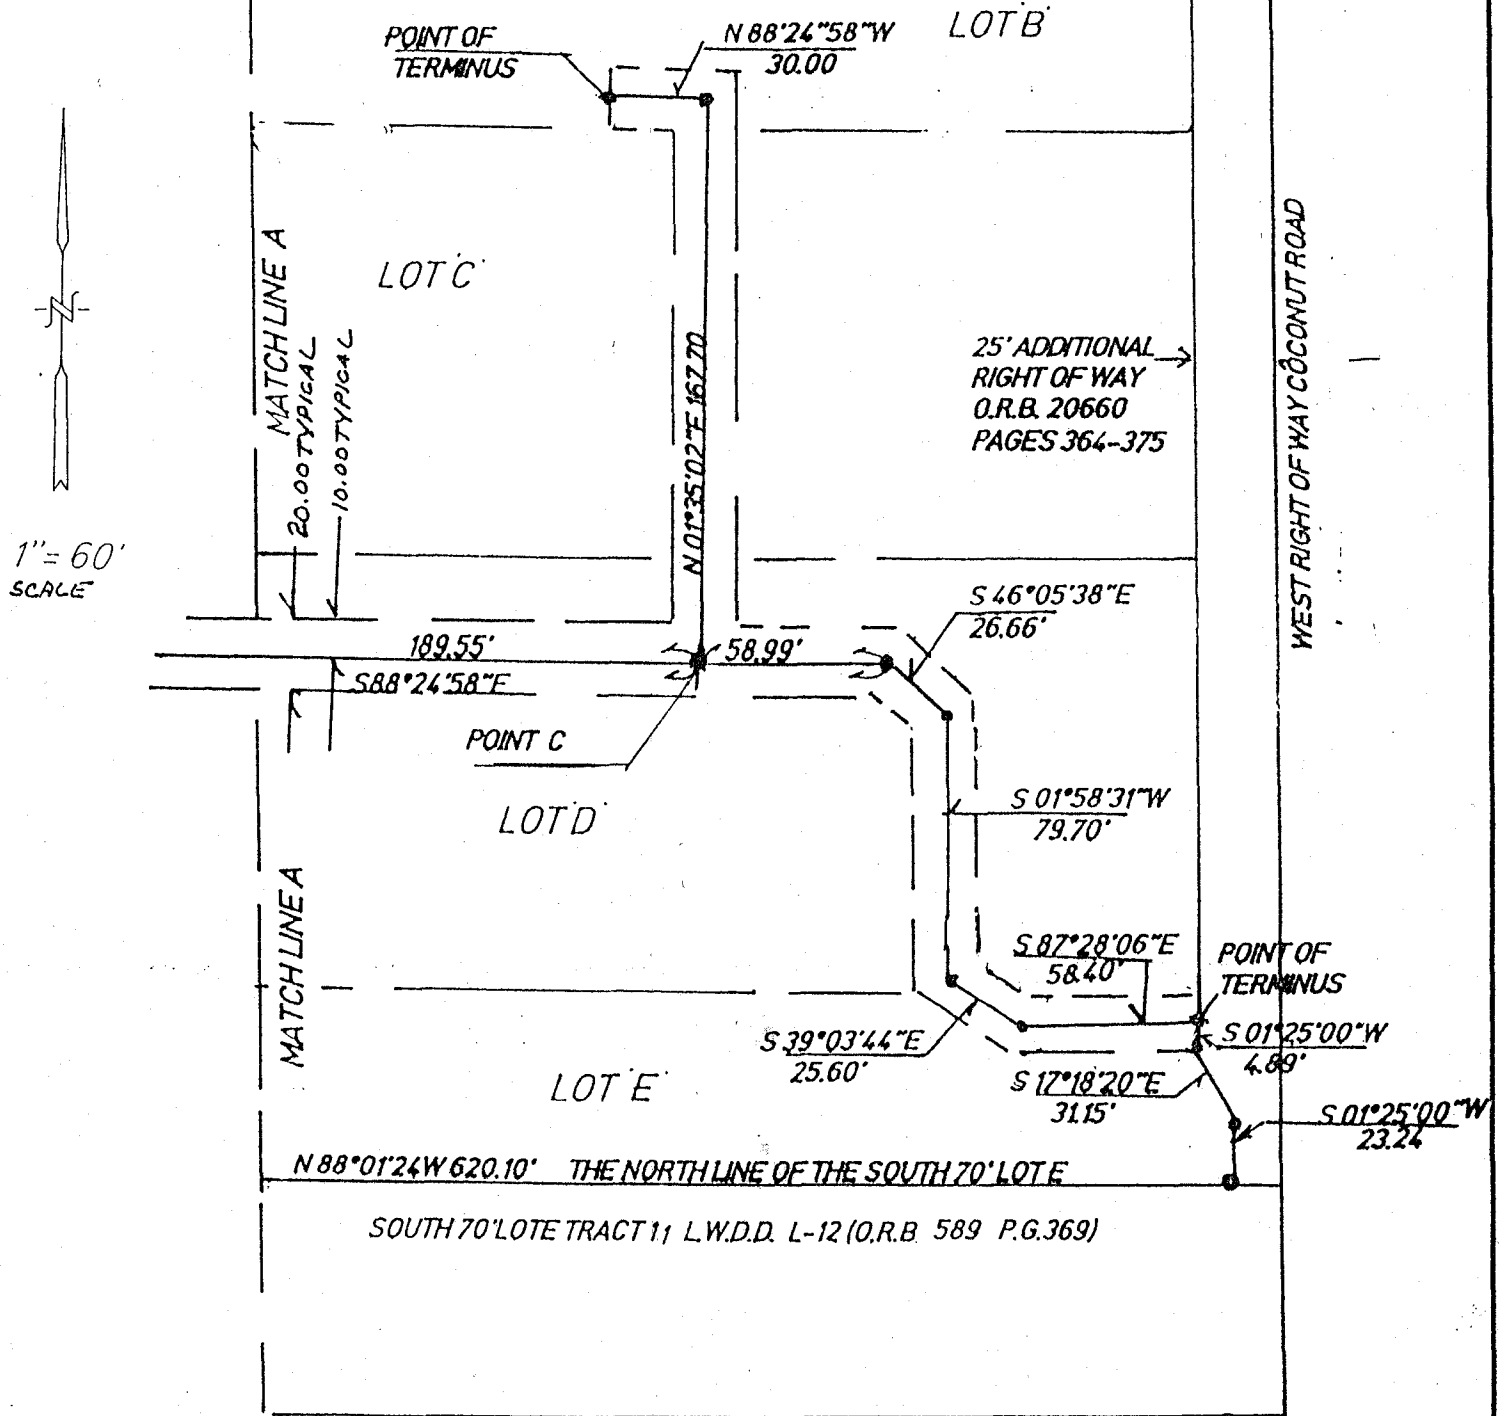 LOT 'B'
POINT OF
TERMINUS
N 88'24"58"W
30.00
LOT 'C'
MATCHLINE A
20.00 TYPICAL
10.00 TYPICAL
N 01°35'02"E 167.70
25' ADDITIONAL
RIGHT OF WAY
O.R.B. 20660
PAGES 364-375
WEST RIGHT OF WAY COCONUT ROAD
N
1"= 60'
SCALE
S 46°05'38"E
26.66'
189.55'
58.99'
S88°24'58"E
POINT C
LOT 'D'
S 01°58'31"W
79.70'
MATCHLINE A
S 87°28'06"E
58.40'
POINT OF
TERMINUS
S 39°03'44"E
25.60'
S 01°25'00"W
4.89'
LOT 'E'
S 17°18'20"E
31.15'
S 01°25'00"W
23.24
N 88°01'24W 620.10' THE NORTH LINE OF THE SOUTH 70' LOT E
SOUTH 70' LOT E TRACT 11 L.W.D.D. L-12 (O.R.B 589 P.G.369)